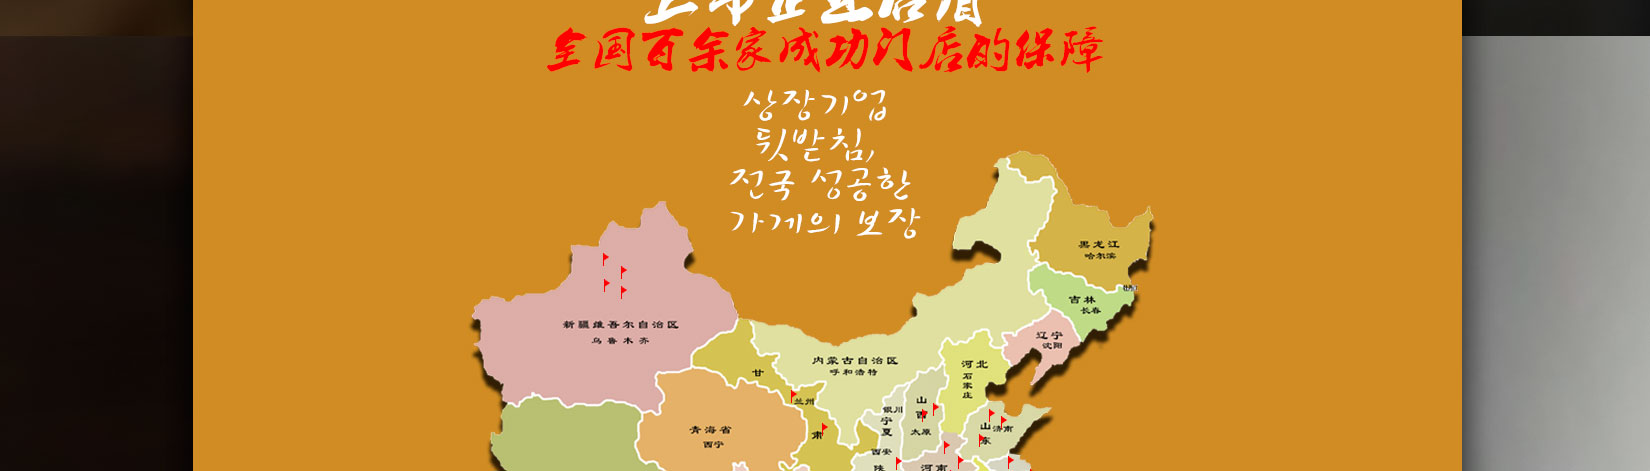 全国百余家成功门店的保障
상장기업
뒷받침,
전국 성공한
가게의 보장
黑龙江
哈尔滨
吉林
长春
辽宁
沈阳
新疆维吾尔自治区
乌鲁木齐
内蒙古自治区
呼和浩特
河北
石家庄
甘
兰州
肃
银川
宁夏
山西
太原
山东
济南
青海省
西宁
西安
陕
河南